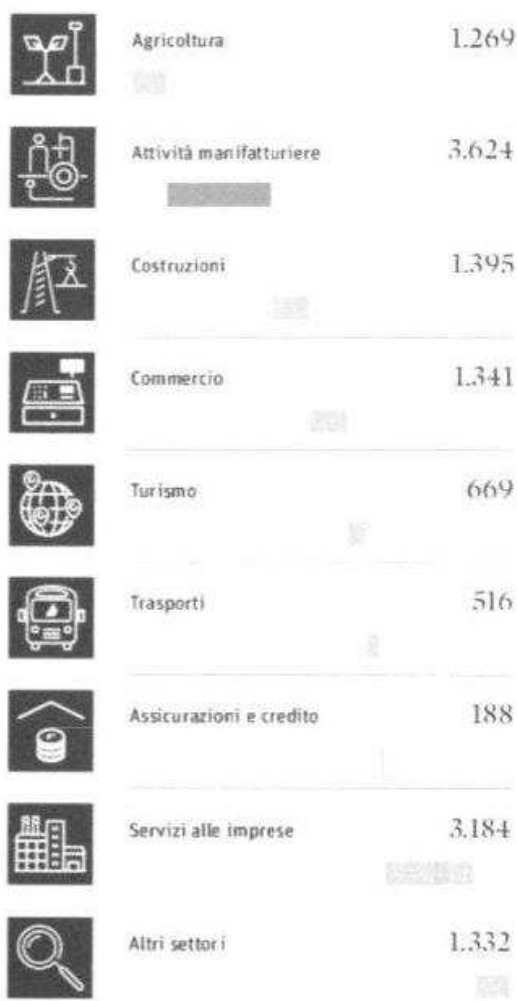 Agricoltura 1.269
Attività manifatturiere 3.624
Costruzioni 1.395
Commercio 1.341
Turismo 669
Trasporti 516
Assicurazioni e credito 188
Servizi alle imprese 3.184
Altri settori 1.332